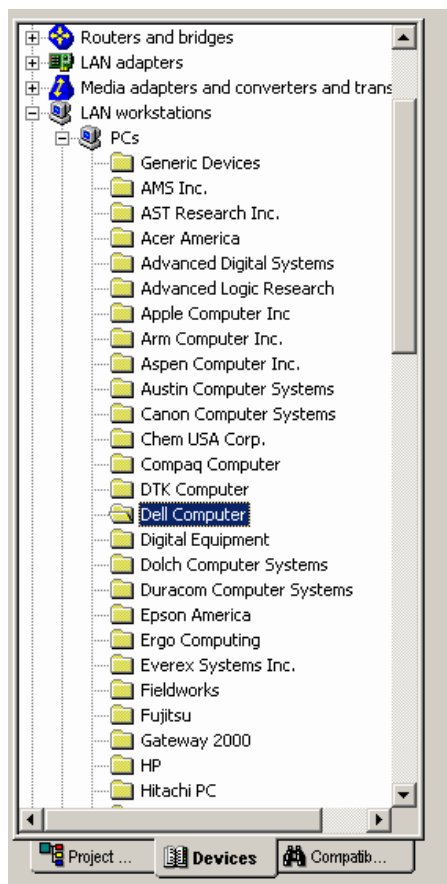 Routers and bridges
LAN adapters
Media adapters and converters and trans
LAN workstations
PCs
Generic Devices
AMS Inc.
AST Research Inc.
Acer America
Advanced Digital Systems
Advanced Logic Research
Apple Computer Inc
Arm Computer Inc.
Aspen Computer Inc.
Austin Computer Systems
Canon Computer Systems
Chem USA Corp.
Compaq Computer
DTK Computer
Dell Computer
Digital Equipment
Dolch Computer Systems
Duracom Computer Systems
Epson America
Ergo Computing
Everex Systems Inc.
Fieldworks
Fujitsu
Gateway 2000
HP
Hitachi PC
Project ... Devices Compatib...